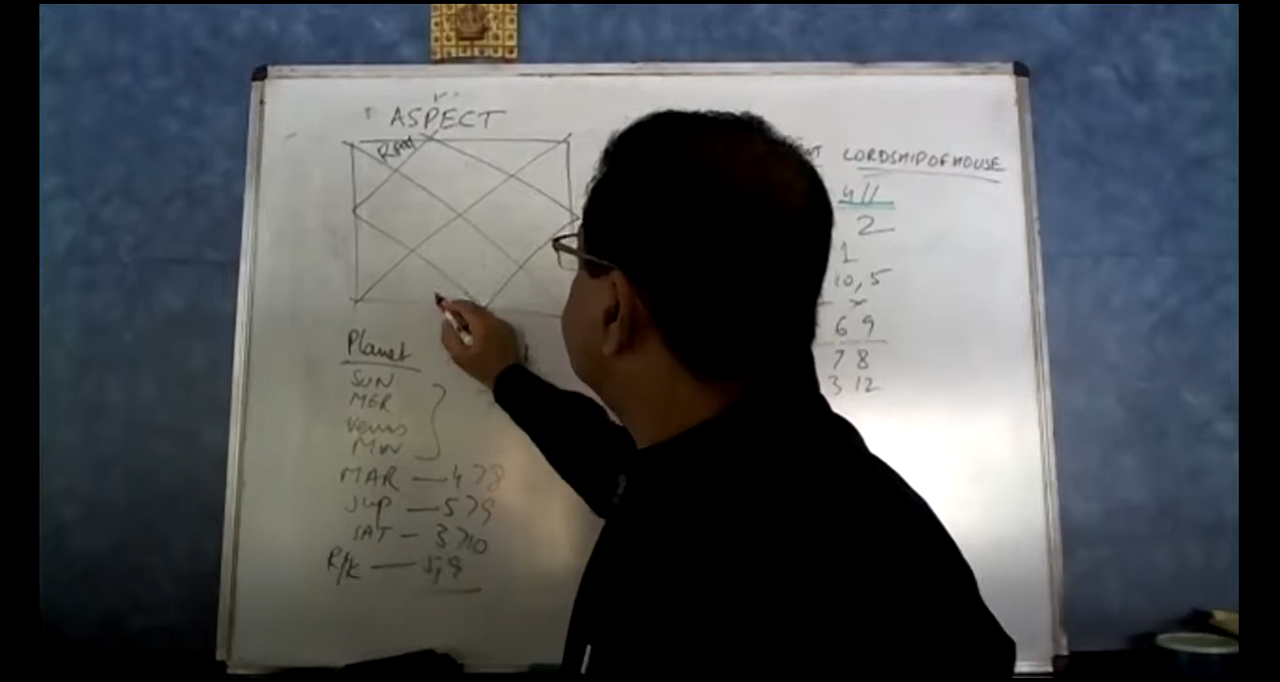 ASPECT
LORDSHIP OF HOUSE
4 11
2
1
10, 5
6 9
7 8
3 12
Planet
SUN
MER
Venus
MAR — 4 7 8
Jup — 5 7 9
SAT — 3 7 10
R/K — 5, 9